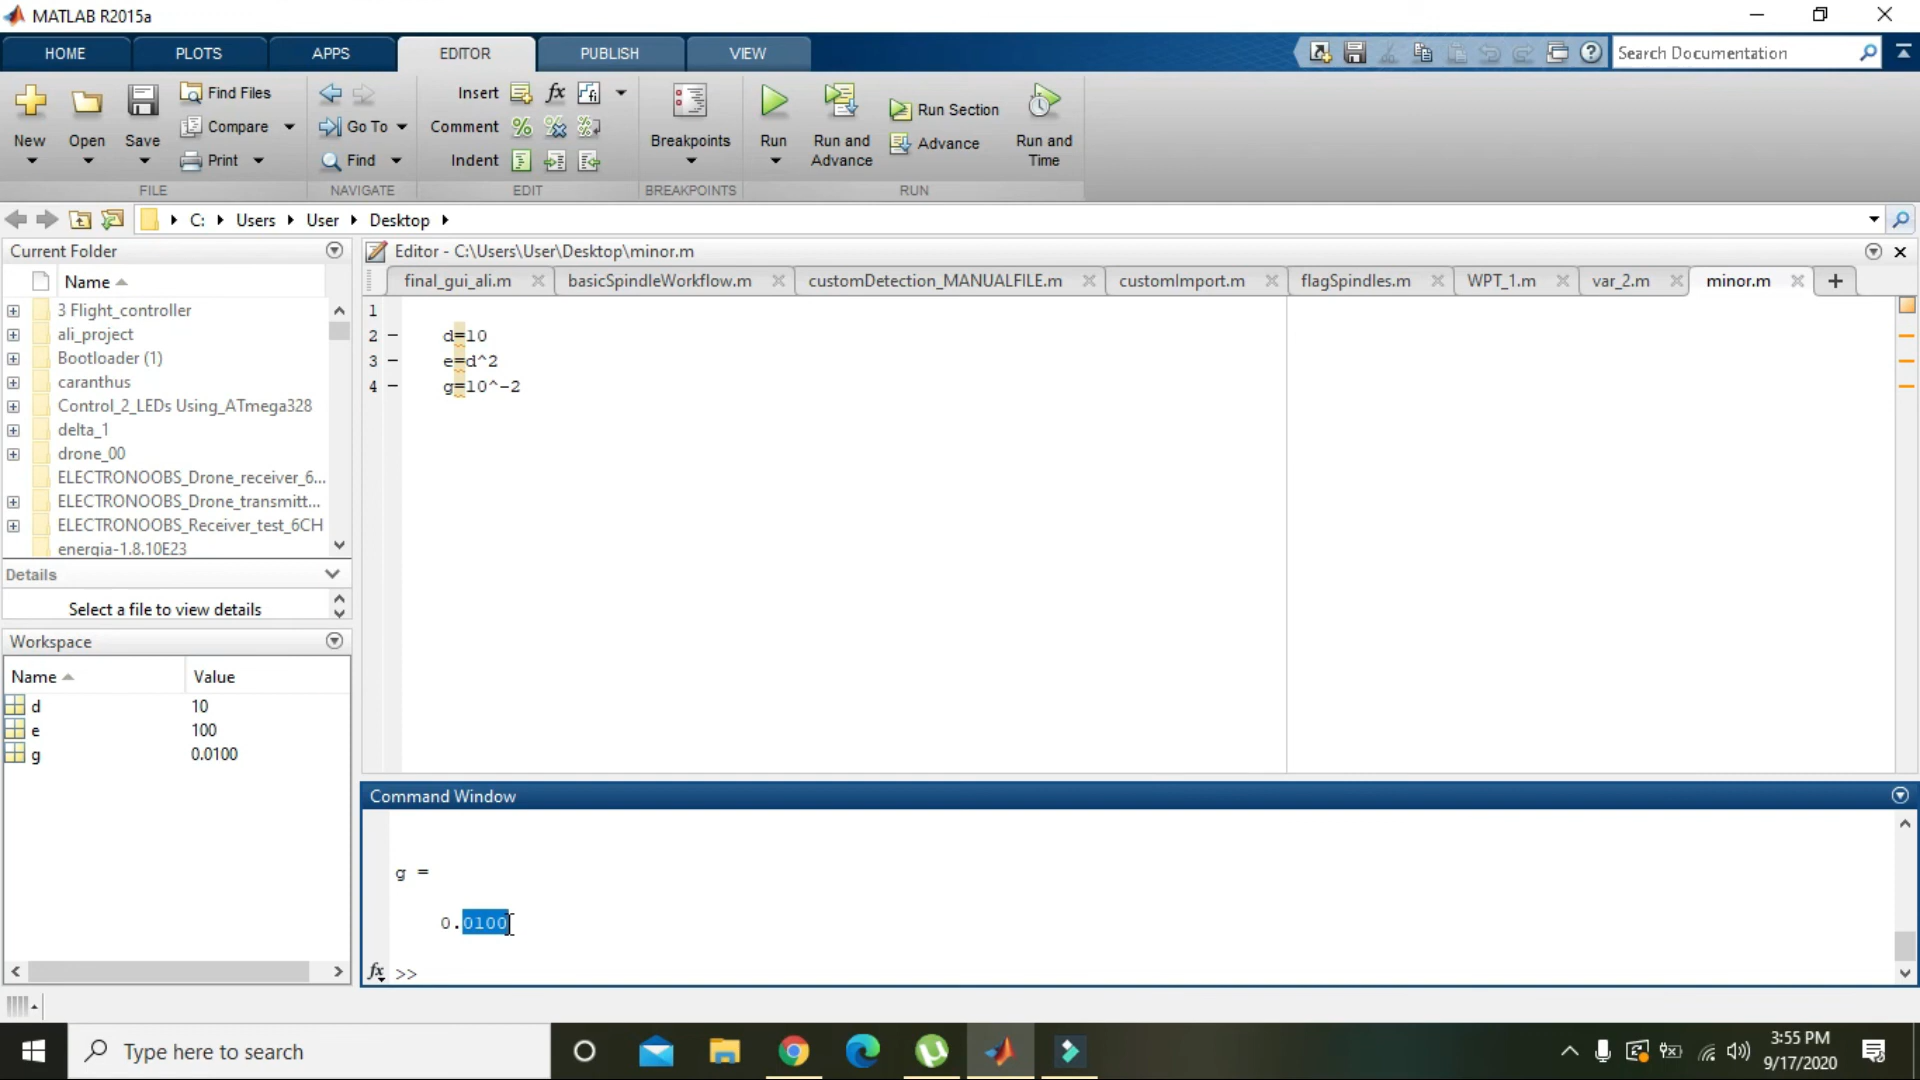 MATLAB R2015a
HOME
PLOTS
APPS
EDITOR
PUBLISH
VIEW
Search Documentation
New
Open
Save
Find Files
Compare
Print
FILE
Go To
Find
NAVIGATE
Insert
Comment
Indent
EDIT
Breakpoints
BREAKPOINTS
Run
Run and Advance
Run Section
Advance
Run and Time
RUN
C: Users User Desktop
Current Folder
Name
3 Flight_controller
ali_project
Bootloader (1)
caranthus
Control_2_LEDs Using_ATmega328
delta_1
drone_00
ELECTRONOOBS_Drone_receiver_6...
ELECTRONOOBS_Drone_transmitt...
ELECTRONOOBS_Receiver_test_6CH
energia-1.8.10E23
Details
Select a file to view details
Workspace
Name Value
d 10
e 100
g 0.0100
Editor - C:\Users\User\Desktop\minor.m
final_gui_ali.m
basicSpindleWorkflow.m
customDetection_MANUALFILE.m
customImport.m
flagSpindles.m
WPT_1.m
var_2.m
minor.m
1
2 – d=10
3 – e=d^2
4 – g=10^-2
Command Window
g =
0.0100
fx >>
Type here to search
3:55 PM
9/17/2020